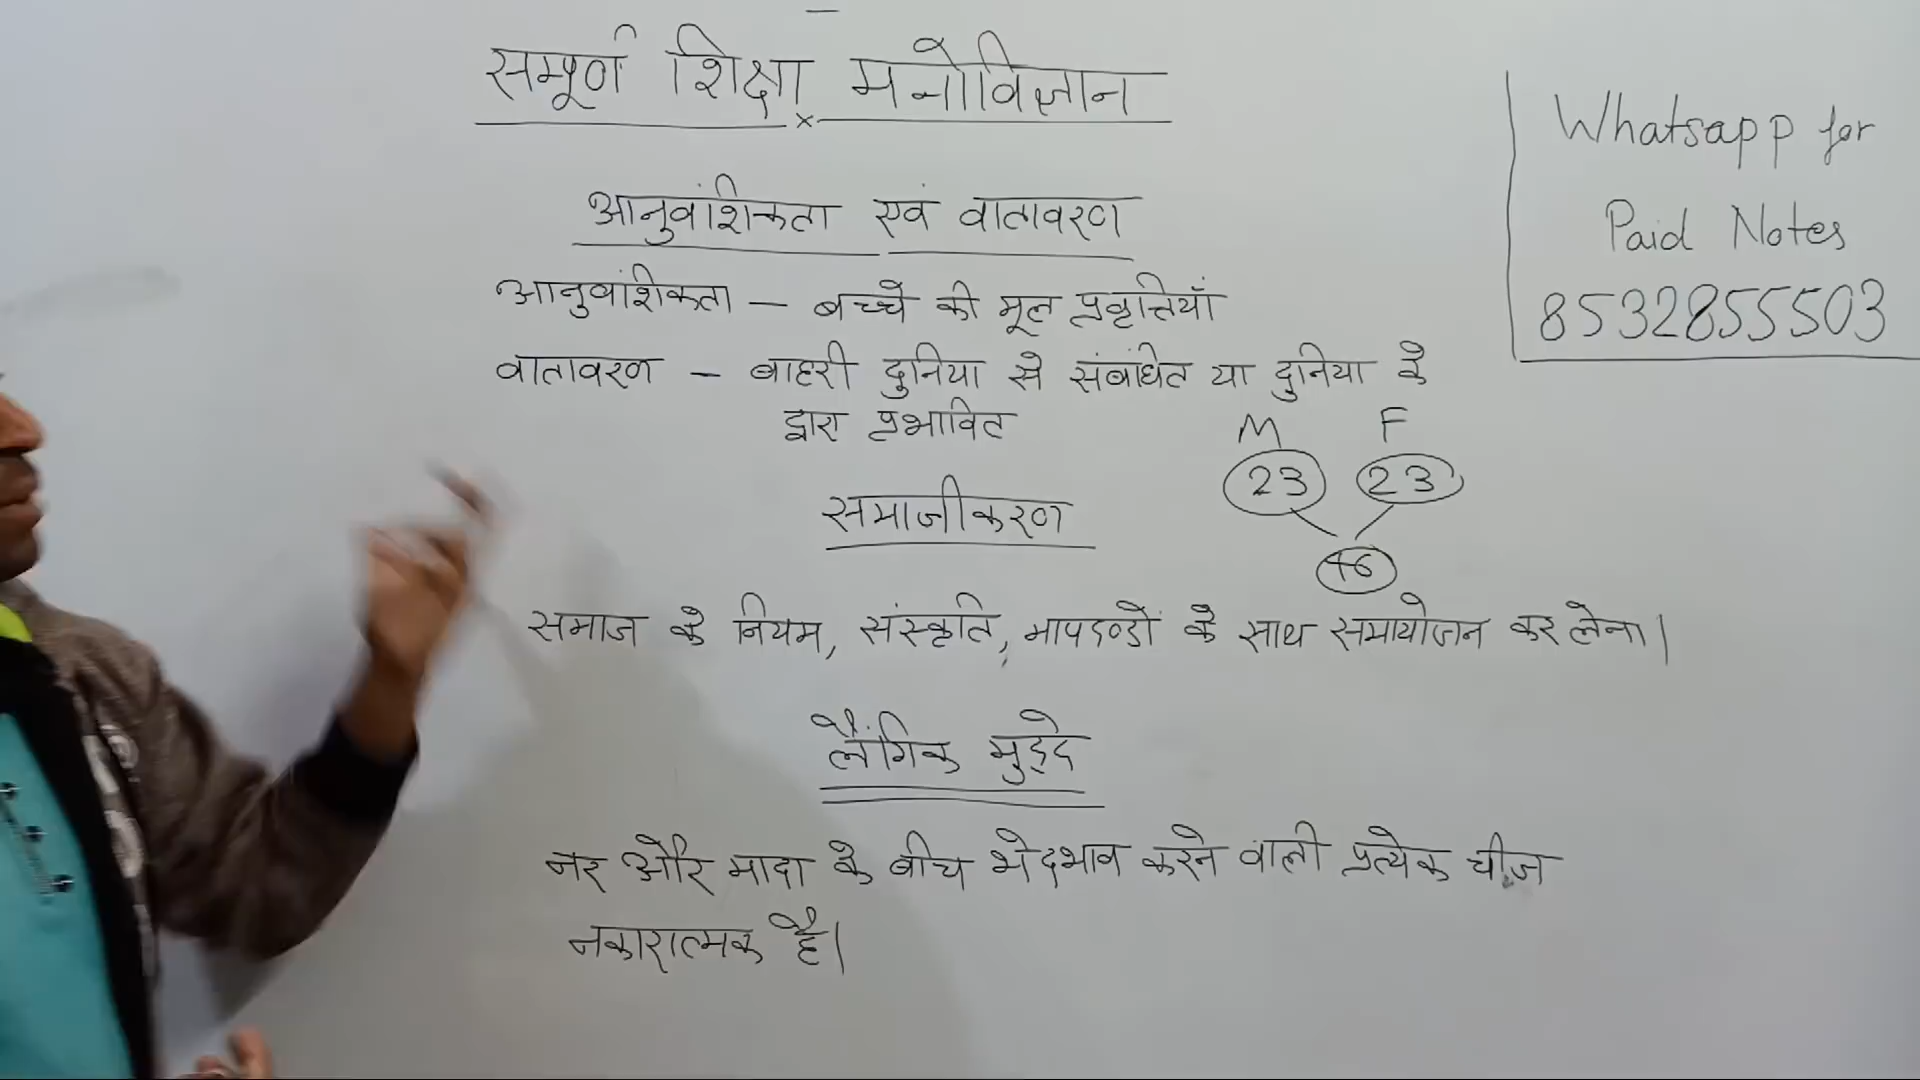 सम्पूर्ण शिक्षा मनोविज्ञान
आनुवांशिकता एवं वातावरण
आनुवांशिकता – बच्चे की मूल प्रवृत्तियाँ
वातावरण – बाहरी दुनिया से संबंधित या दुनिया के
द्वारा प्रभावित
M F
23 23
46
समाजीकरण
समाज के नियम, संस्कृति, मापदण्डों के साथ समायोजन कर लेना।
लैंगिक मुद्दे
नर और मादा के बीच भेदभाव करने वाली प्रत्येक चीज
नकारात्मक है।
Whatsapp for
Paid Notes
8532855503